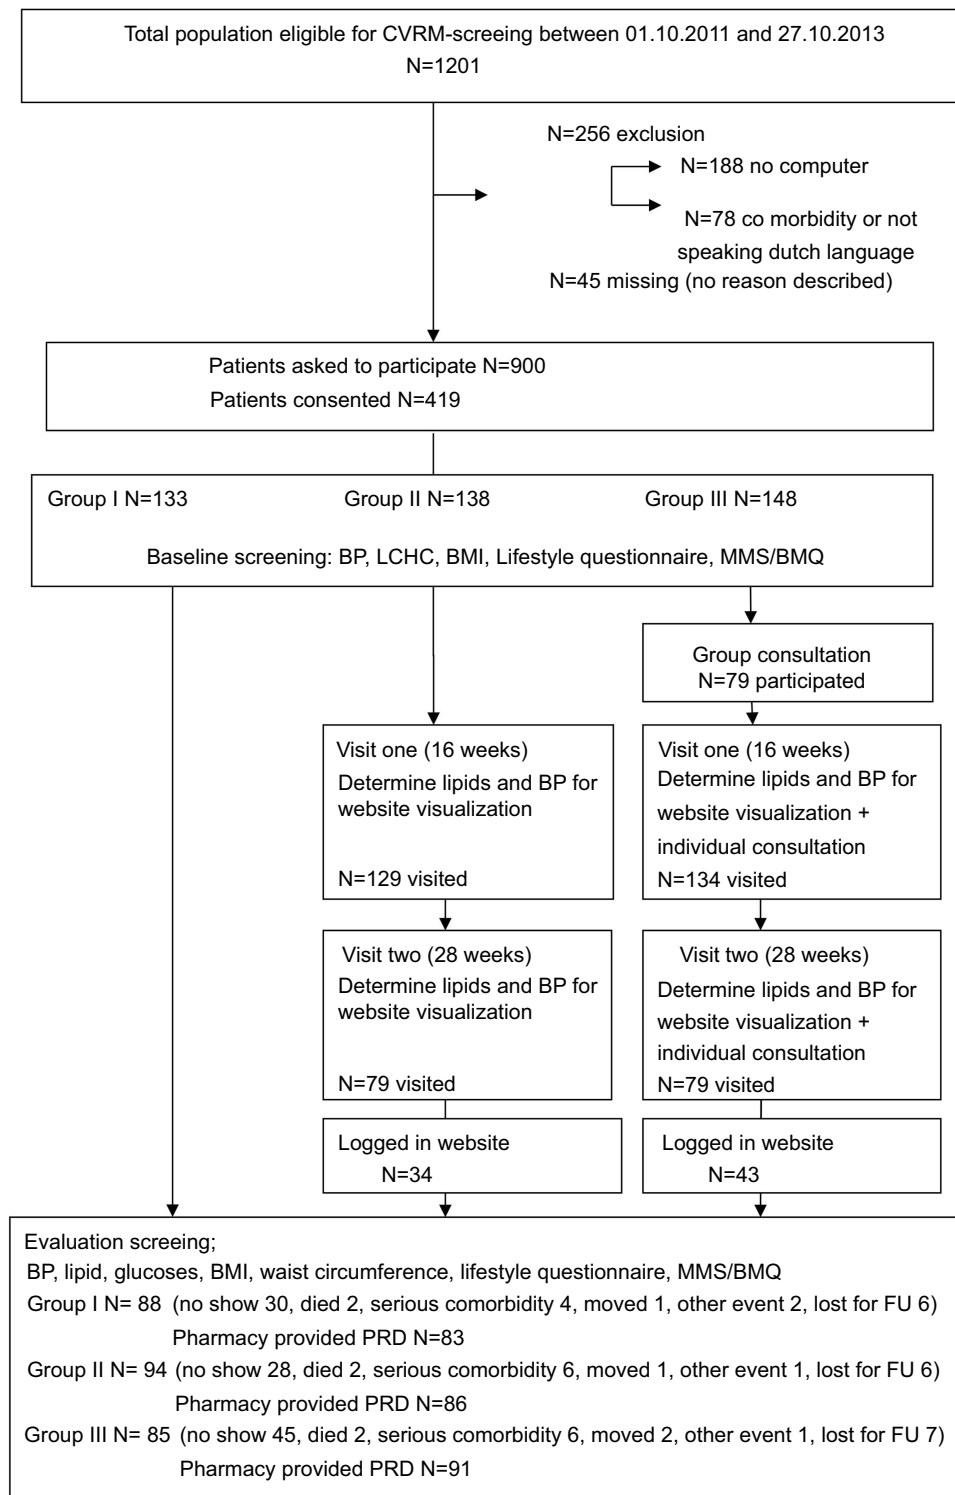 Total population eligible for CVRM-screeing between 01.10.2011 and 27.10.2013
N=1201
N=256 exclusion
N=188 no computer
N=78 co morbidity or not
speaking dutch language
N=45 missing (no reason described)
Patients asked to participate N=900
Patients consented N=419
Group I N=133
Group II N=138
Group III N=148
Baseline screening: BP, LCHC, BMI, Lifestyle questionnaire, MMS/BMQ
Group consultation
N=79 participated
Visit one (16 weeks)
Determine lipids and BP for
website visualization
N=129 visited
Visit one (16 weeks)
Determine lipids and BP for
website visualization +
individual consultation
N=134 visited
Visit two (28 weeks)
Determine lipids and BP for
website visualization
N=79 visited
Visit two (28 weeks)
Determine lipids and BP for
website visualization +
individual consultation
N=79 visited
Logged in website
N=34
Logged in website
N=43
Evaluation screeing;
BP, lipid, glucoses, BMI, waist circumference, lifestyle questionnaire, MMS/BMQ
Group I N= 88 (no show 30, died 2, serious comorbidity 4, moved 1, other event 2, lost for FU 6)
Pharmacy provided PRD N=83
Group II N= 94 (no show 28, died 2, serious comorbidity 6, moved 1, other event 1, lost for FU 6)
Pharmacy provided PRD N=86
Group III N= 85 (no show 45, died 2, serious comorbidity 6, moved 2, other event 1, lost for FU 7)
Pharmacy provided PRD N=91